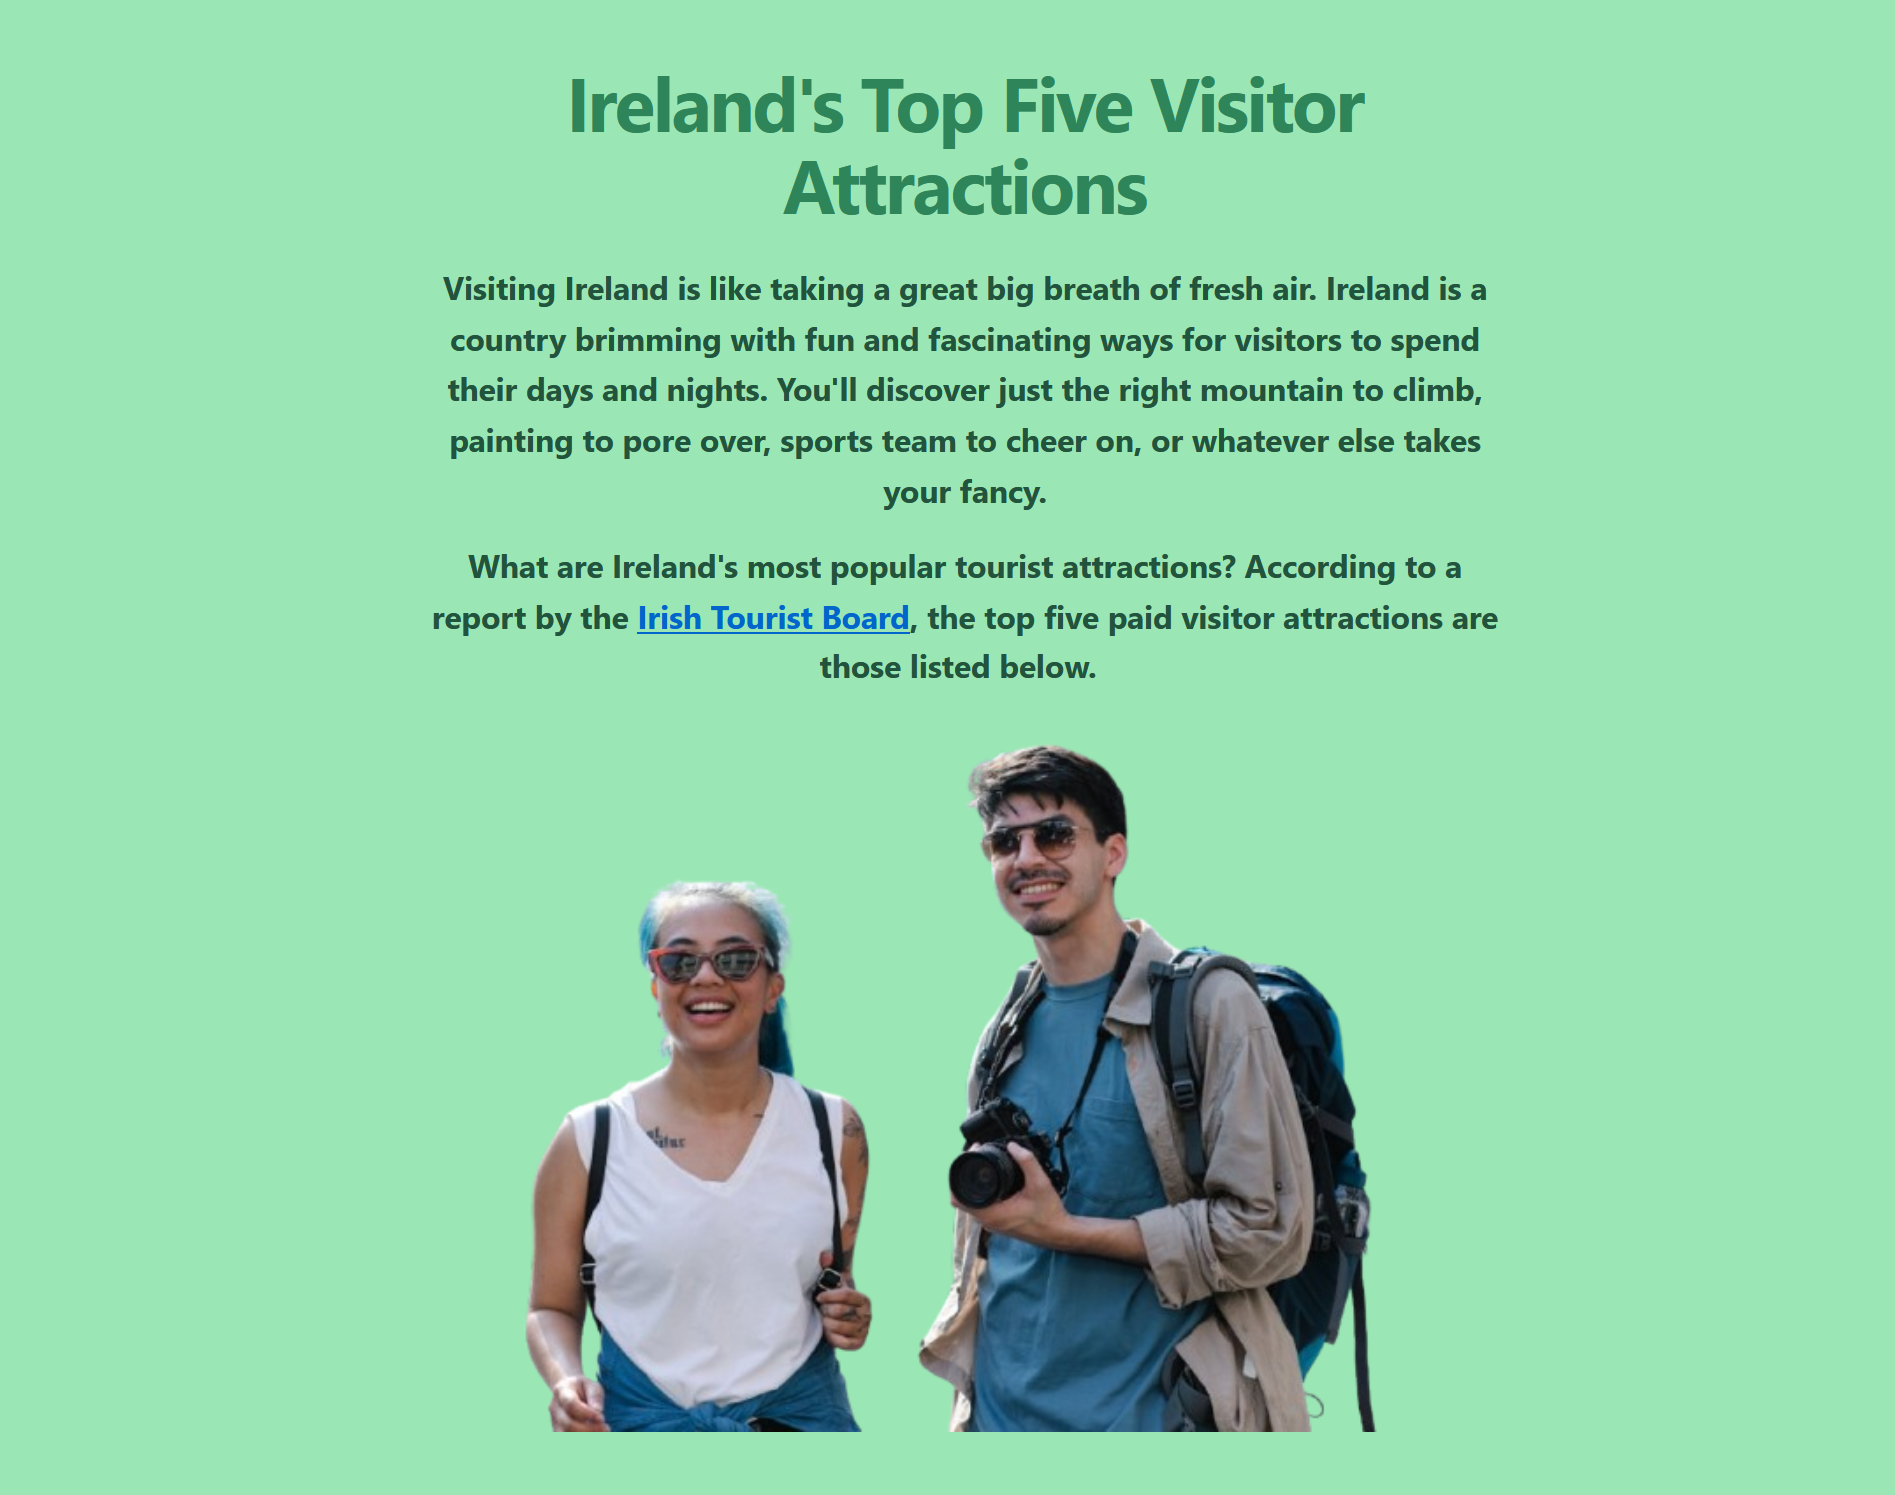 Ireland's Top Five Visitor
Attractions
Visiting Ireland is like taking a great big breath of fresh air. Ireland is a
country brimming with fun and fascinating ways for visitors to spend
their days and nights. You'll discover just the right mountain to climb,
painting to pore over, sports team to cheer on, or whatever else takes
your fancy.
What are Ireland's most popular tourist attractions? According to a
report by the Irish Tourist Board, the top five paid visitor attractions are
those listed below.